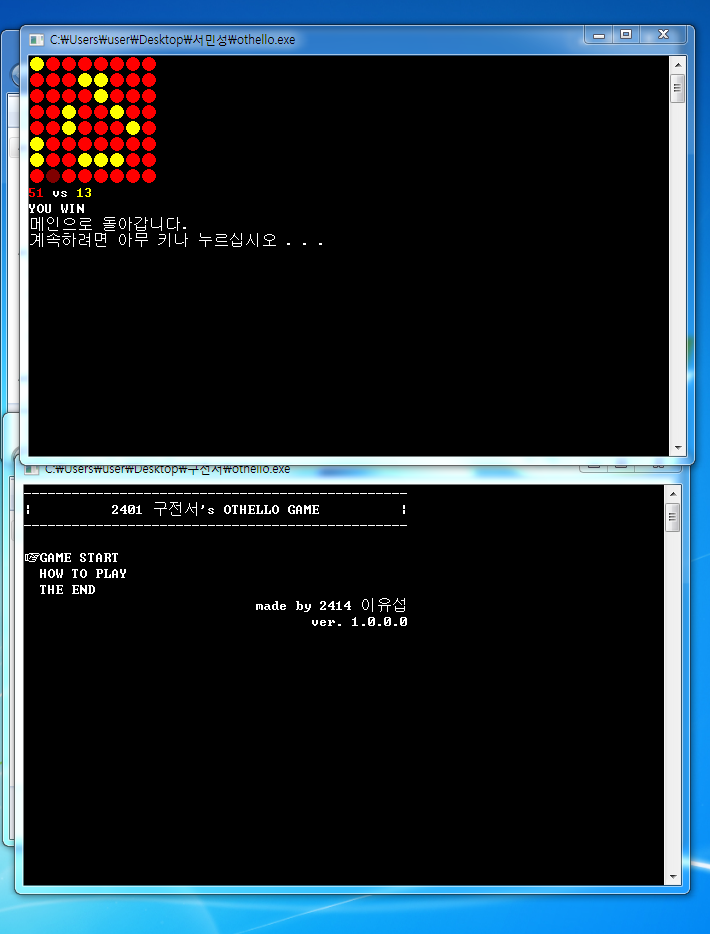 C:₩Users₩user₩Desktop₩서민성₩othello.exe
51 vs 13
YOU WIN
메인으로 돌아갑니다.
계속하려면 아무 키나 누르십시오 . . .
C:₩Users₩user₩Desktop₩구전서₩othello.exe
2401 구전서's OTHELLO GAME
☞GAME START
HOW TO PLAY
THE END
made by 2414 이유섭
ver. 1.0.0.0